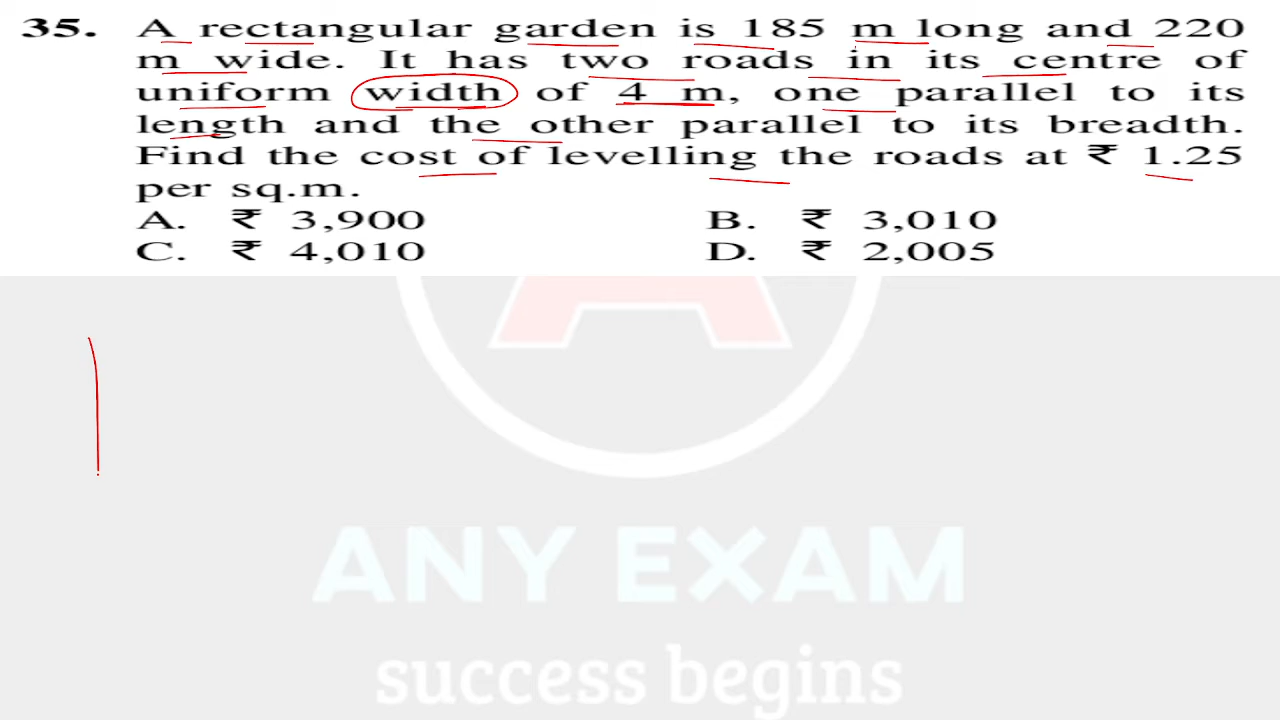 35. A rectangular garden is 185 m long and 220
m wide. It has two roads in its centre of
uniform width of 4 m, one parallel to its
length and the other parallel to its breadth.
Find the cost of levelling the roads at ₹ 1.25
per sq.m.
A. ₹ 3,900 B. ₹ 3,010
C. ₹ 4,010 D. ₹ 2,005
A
ANY EXAM
success begins